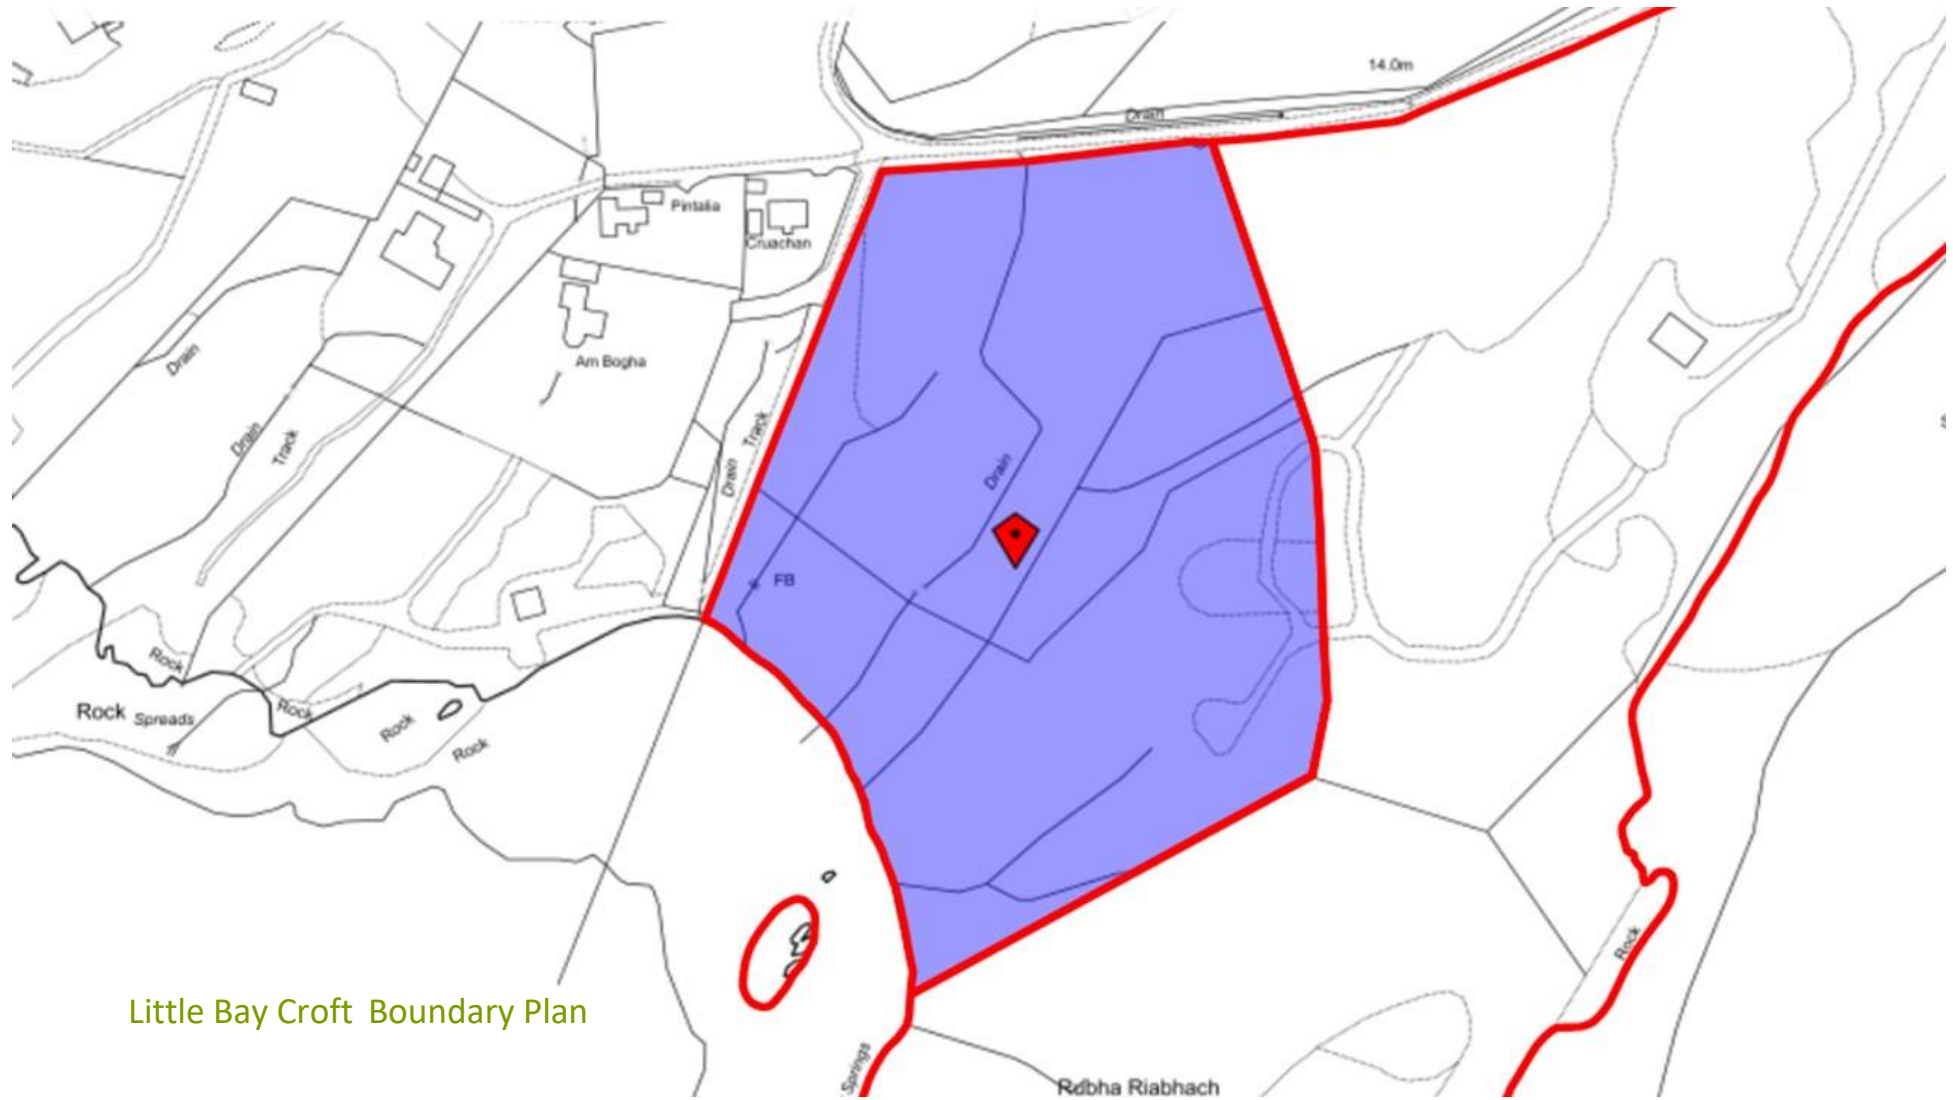 14.0m
Drain
Pintalia
Cruachan
Drain
Am Bogha
Drain
Track
Drain
Track
Drain
FB
Rock
Rock
Spreads
Rock
Rock
Rock
Rock
Little Bay Croft Boundary Plan
Springs
Rubha Riabhach